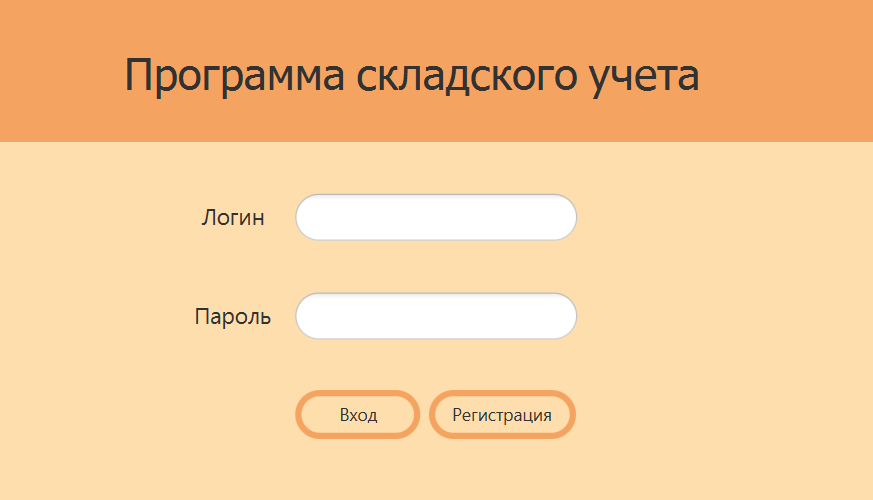 Программа складского учета
Логин
Пароль
Вход Регистрация